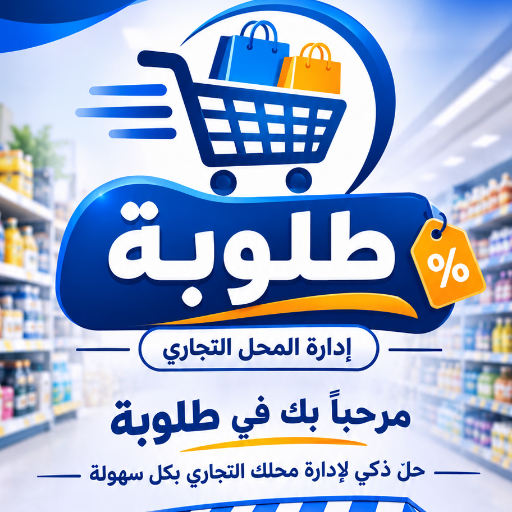 طلوبة
%
إدارة المحل التجاري
مرحباً بك في طلوبة
حلّ ذكي لإدارة محلك التجاري بكل سهولة